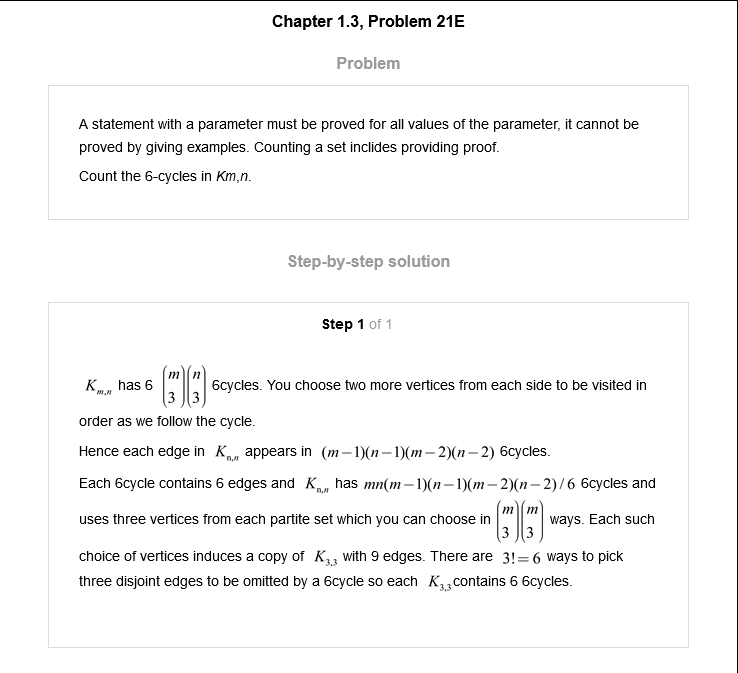 Chapter 1.3, Problem 21E
Problem
A statement with a parameter must be proved for all values of the parameter, it cannot be
proved by giving examples. Counting a set inclides providing proof.
Count the 6-cycles in Km,n.
Step-by-step solution
Step 1 of 1
K_{m,n} has 6 \binom{m}{3}\binom{n}{3} 6cycles. You choose two more vertices from each side to be visited in
order as we follow the cycle.
Hence each edge in K_{n,n} appears in (m−1)(n−1)(m−2)(n−2) 6cycles.
Each 6cycle contains 6 edges and K_{n,n} has mn(m−1)(n−1)(m−2)(n−2)/6 6cycles and
uses three vertices from each partite set which you can choose in \binom{m}{3}\binom{m}{3} ways. Each such
choice of vertices induces a copy of K_{3,3} with 9 edges. There are 3!=6 ways to pick
three disjoint edges to be omitted by a 6cycle so each K_{3,3} contains 6 6cycles.